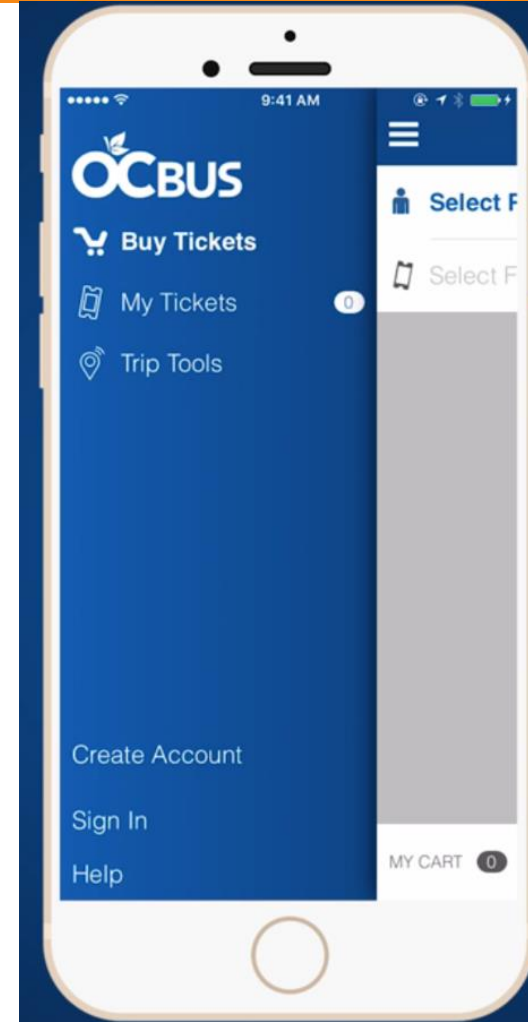 9:41 AM
OCBUS
Buy Tickets
My Tickets 0
Trip Tools
Create Account
Sign In
Help
Select F
Select F
MY CART 0